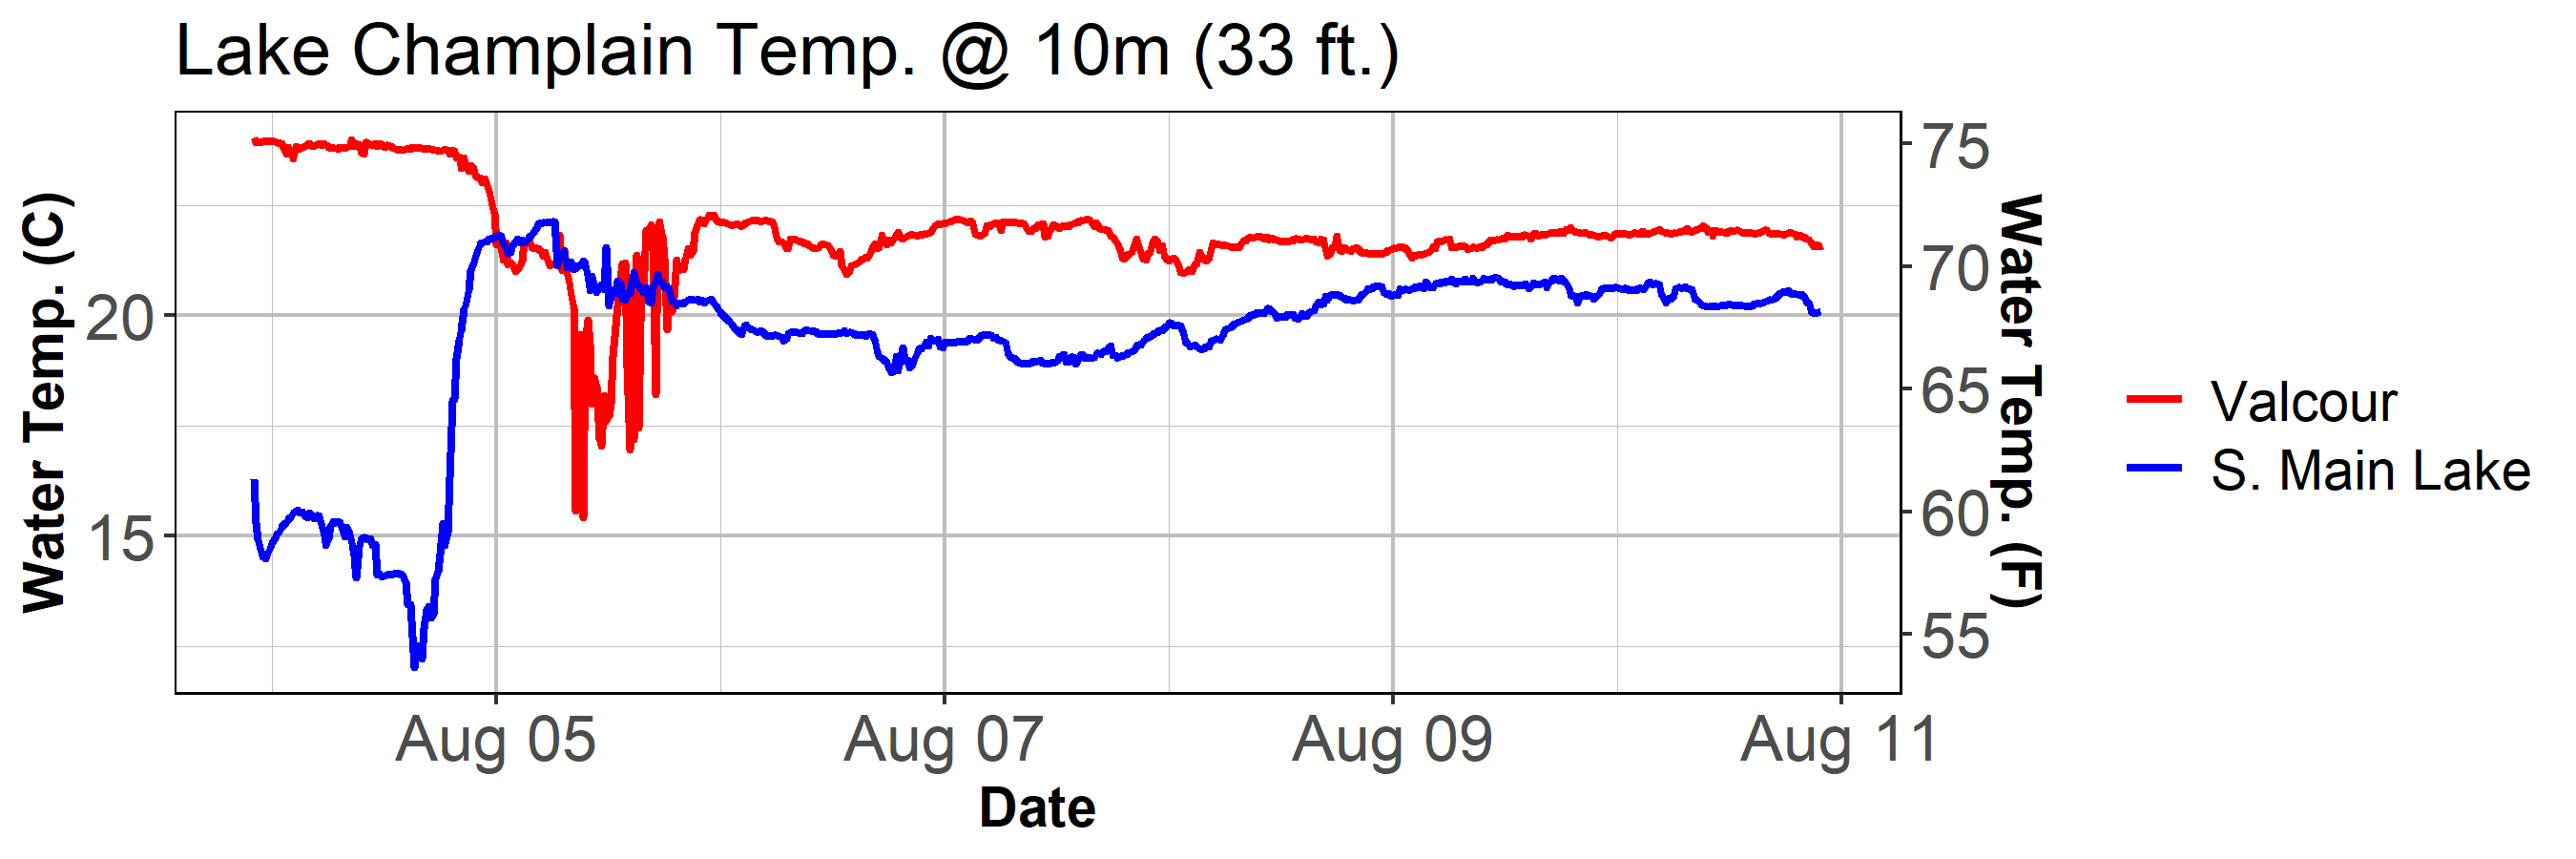 Lake Champlain Temp. @ 10m (33 ft.)
Water Temp. (C)
20
15
75
70
65
60
55
Water Temp. (F)
Valcour
S. Main Lake
Aug 05
Aug 07
Aug 09
Aug 11
Date